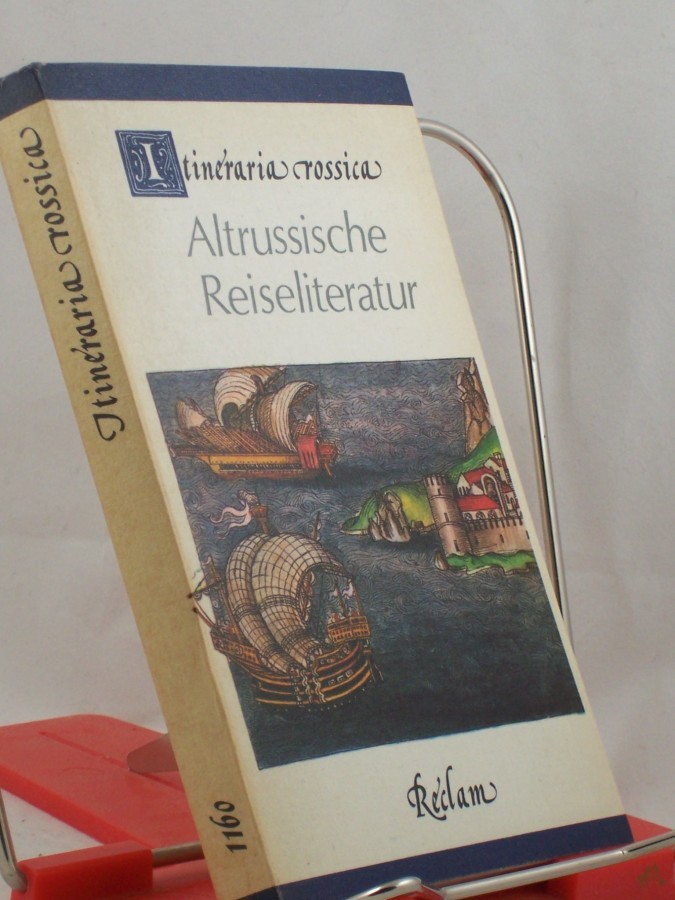 Itineraria rossica
Altrussische
Reiseliteratur
Reclam
Itineraria rossica
1160